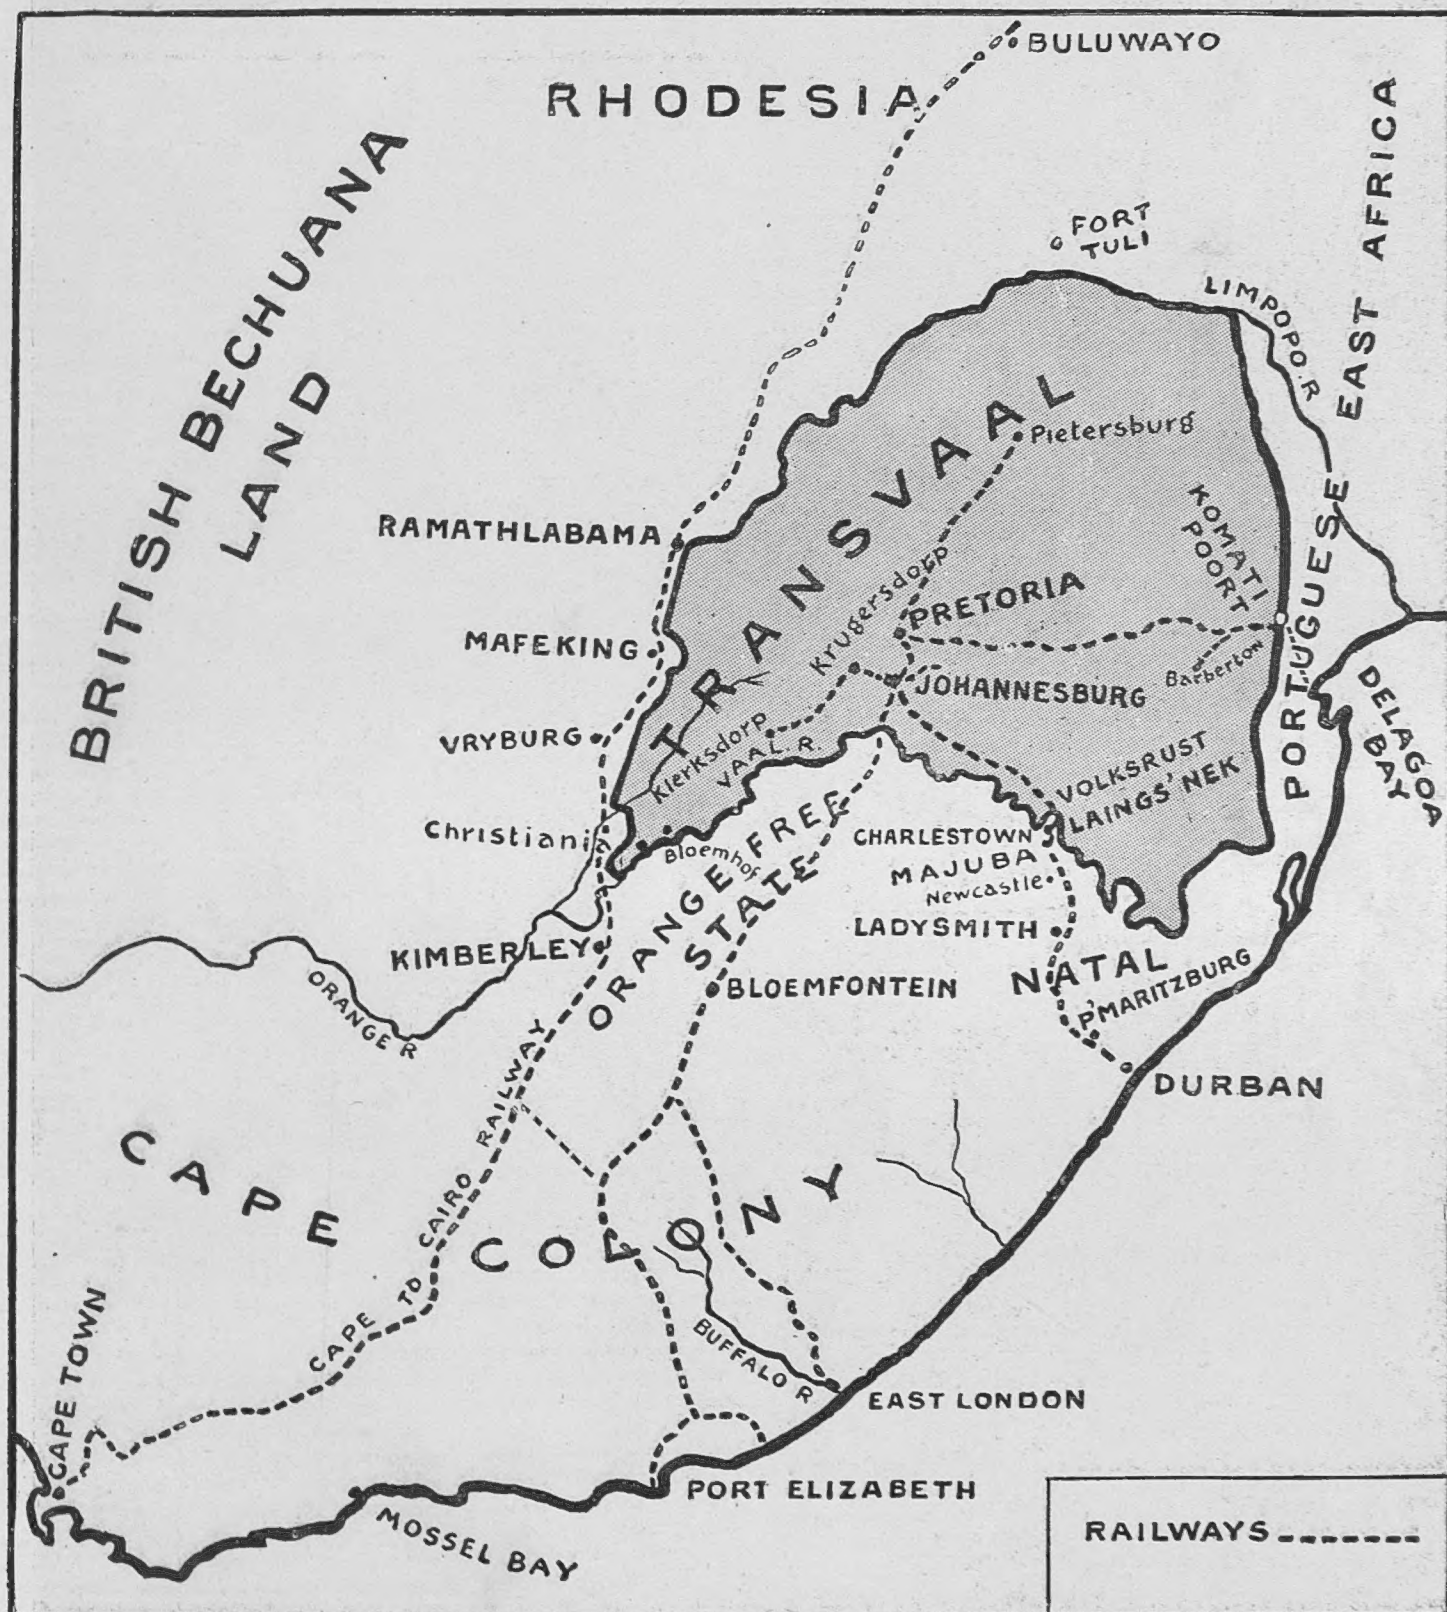 BULUWAYO
RHODESIA
EAST AFRICA
BRITISH BECHUANA
LAND
FORT
TULI
LIMPOPO.R
TRANSVAAL
Pietersburg
RAMATHLABAMA
KOMATI
POORT
PORTUGUESE
Krugersdorp
PRETORIA
MAFEKING
Barberton
JOHANNESBURG
DELAGOA
BAY
VRYBURG
Klerksdorp
VAAL. R.
VOLKSRUST
LAINGS' NEK
Christiani
Bloemhof
ORANGE FREE
STATE
CHARLESTOWN
MAJUBA
Newcastle
LADYSMITH
KIMBERLEY
BLOEMFONTEIN
NATAL
P'MARITZBURG
ORANGE R
DURBAN
CAPE COLONY
CAPE TO CAIRO RAILWAY
BUFFALO R
CAPE TOWN
EAST LONDON
PORT ELIZABETH
MOSSEL BAY
RAILWAYS